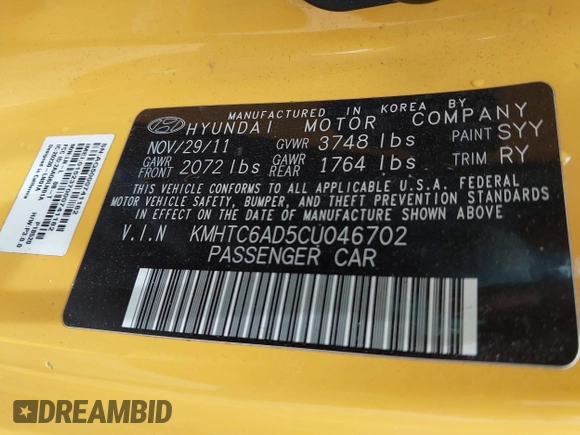 MANUFACTURED IN KOREA BY
HYUNDAI MOTOR COMPANY
NOV/29/11 GVWR 3748 lbs PAINT SYY
GAWR FRONT 2072 lbs GAWR REAR 1764 lbs TRIM RY
THIS VEHICLE CONFORMS TO ALL APPLICABLE U.S.A. FEDERAL
MOTOR VEHICLE SAFETY, BUMPER, AND THEFT PREVENTION STANDARDS
IN EFFECT ON THE DATE OF MANUFACTURE SHOWN ABOVE.
V.I.N KMHTC6AD5CU046702
PASSENGER CAR
DREAMBID